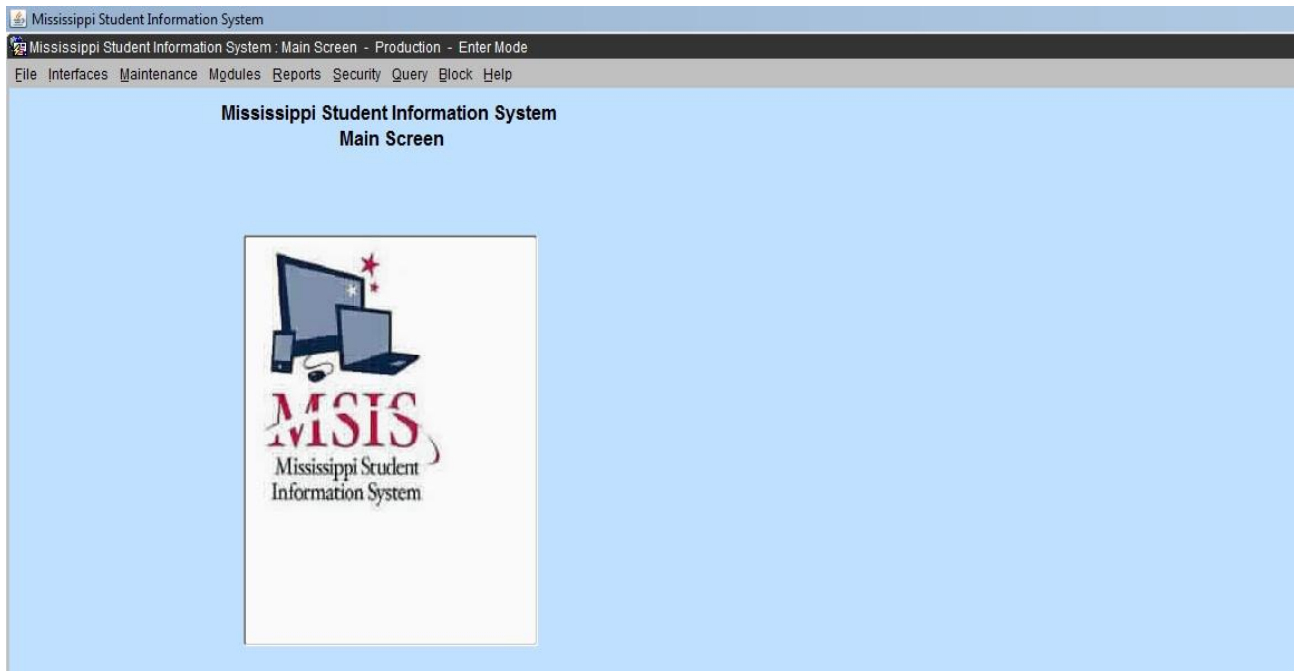 Mississippi Student Information System
Mississippi Student Information System : Main Screen - Production - Enter Mode
File Interfaces Maintenance Modules Reports Security Query Block Help
Mississippi Student Information System
Main Screen
MSIS
Mississippi Student
Information System